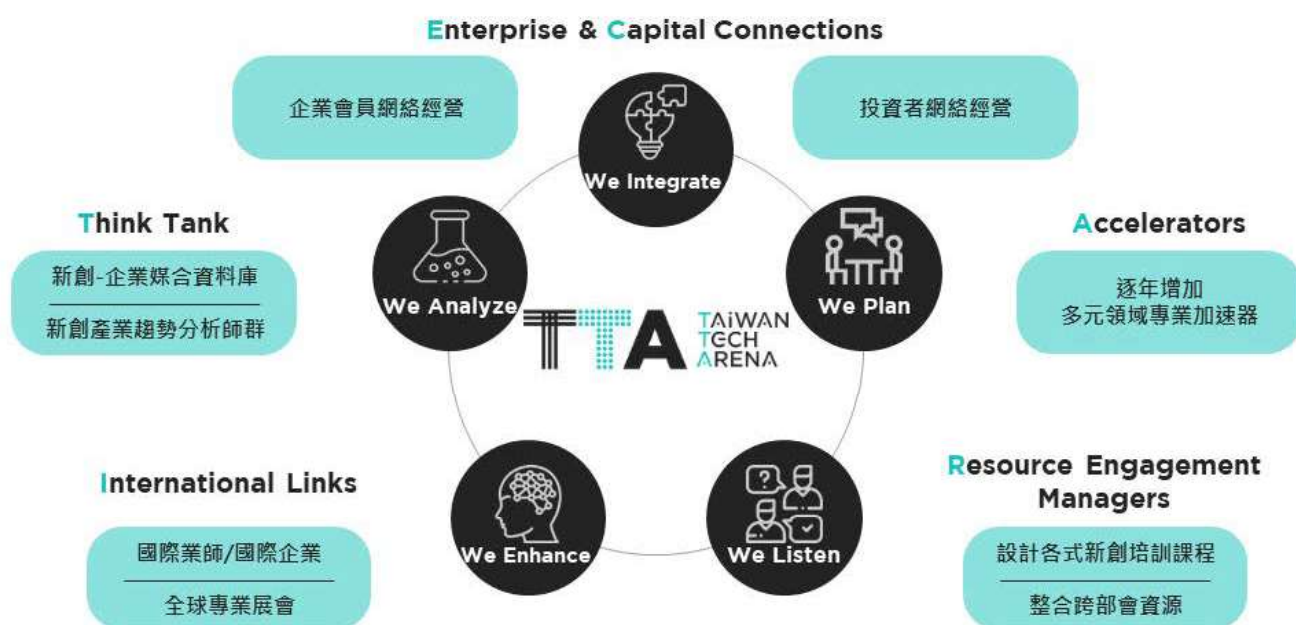 Enterprise & Capital Connections
企業會員網絡經營
投資者網絡經營
We Integrate
Think Tank
新創-企業媒合資料庫
新創產業趨勢分析師群
We Analyze
We Plan
Accelerators
逐年增加
多元領域專業加速器
TTA
TAiWAN
TECH
ARENA
International Links
國際業師/國際企業
全球專業展會
We Enhance
We Listen
Resource Engagement
Managers
設計各式新創培訓課程
整合跨部會資源